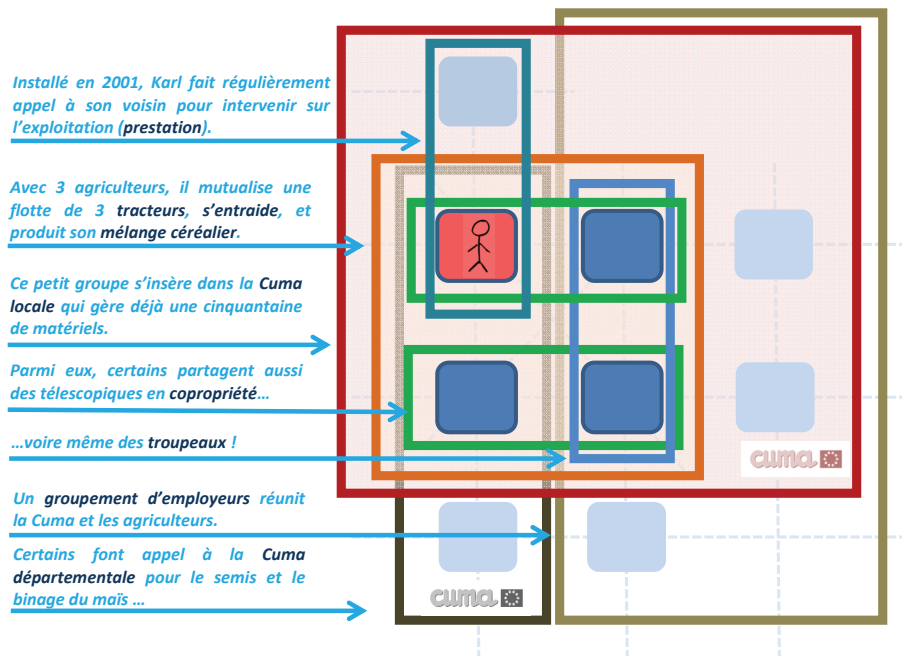 Installé en 2001, Karl fait régulièrement
appel à son voisin pour intervenir sur
l'exploitation (prestation).
Avec 3 agriculteurs, il mutualise une
flotte de 3 tracteurs, s'entraide, et
produit son mélange céréalier.
Ce petit groupe s'insère dans la Cuma
locale qui gère déjà une cinquantaine
de matériels.
Parmi eux, certains partagent aussi
des télescopiques en copropriété…
…voire même des troupeaux !
Un groupement d'employeurs réunit
la Cuma et les agriculteurs.
Certains font appel à la Cuma
départementale pour le semis et le
binage du maïs …
cuma
cuma